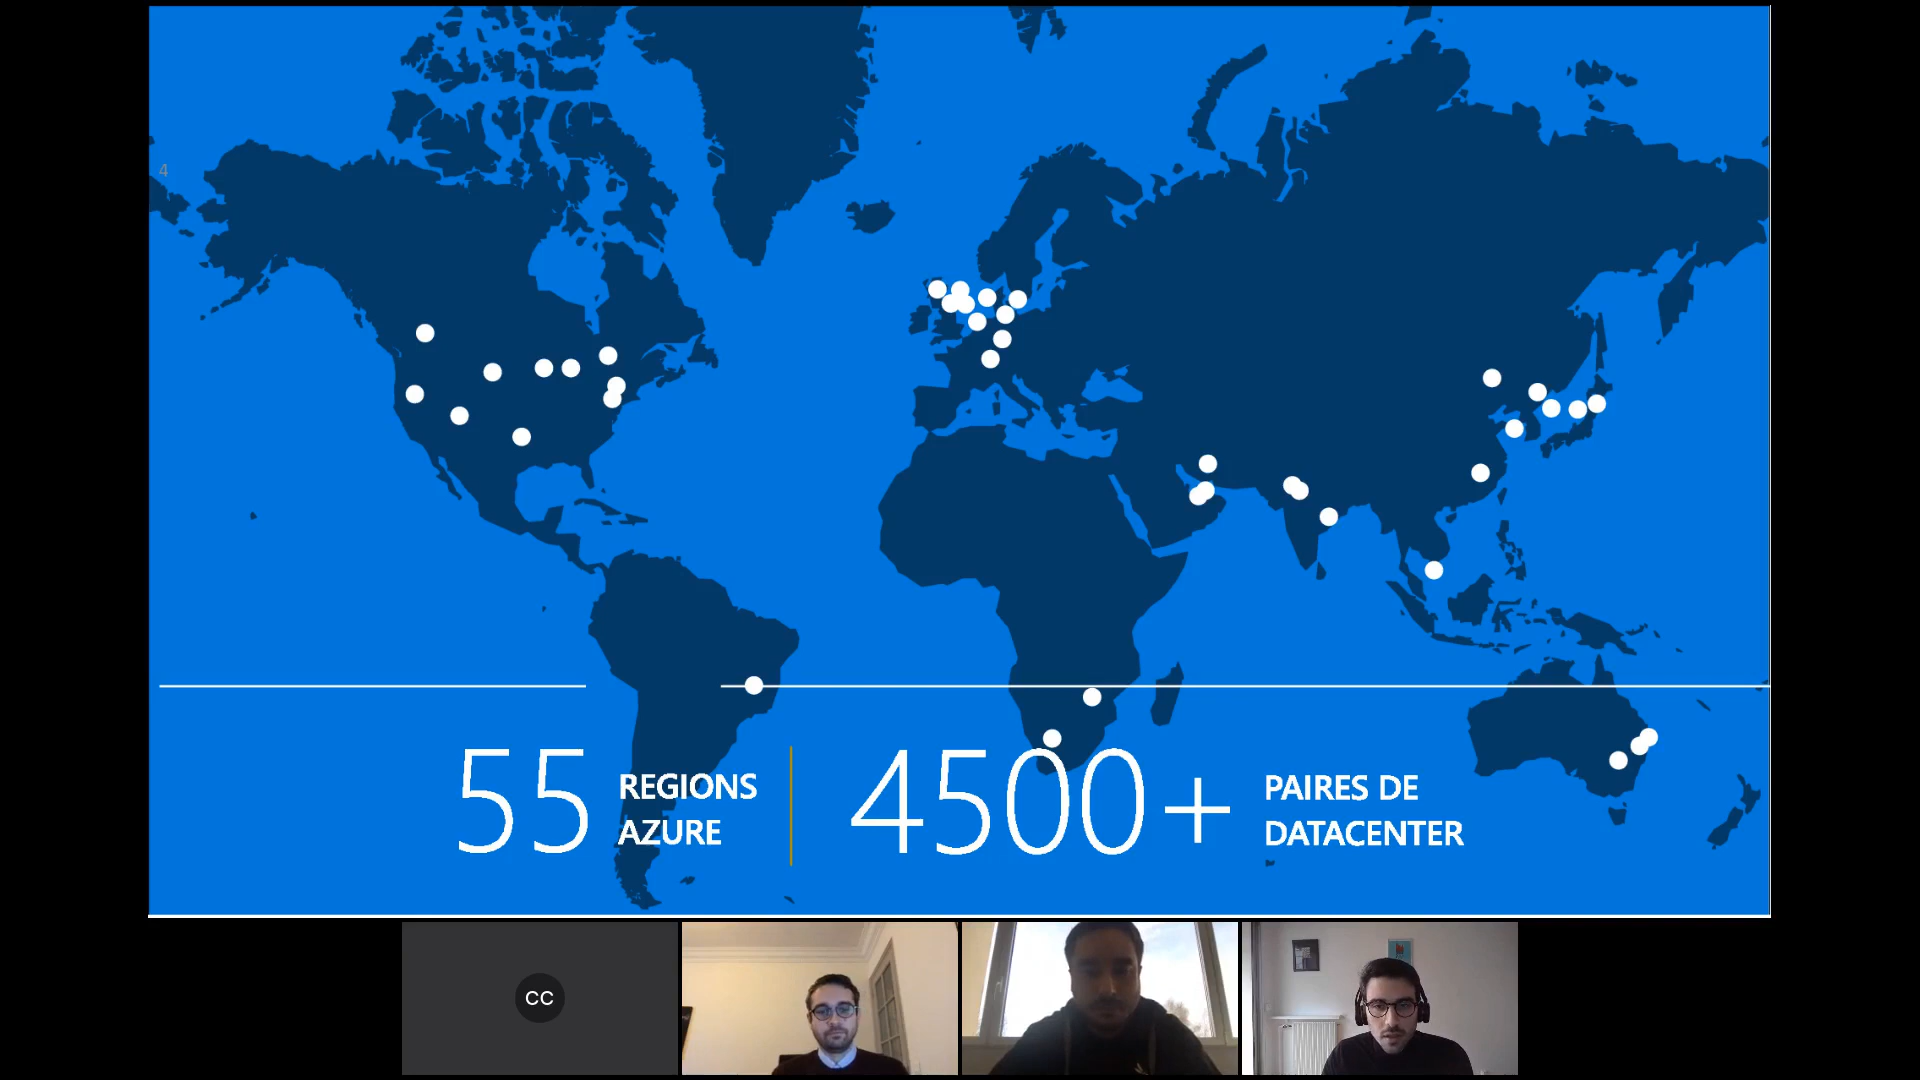 4
55 REGIONS
AZURE
4500+ PAIRES DE
DATACENTER
CC